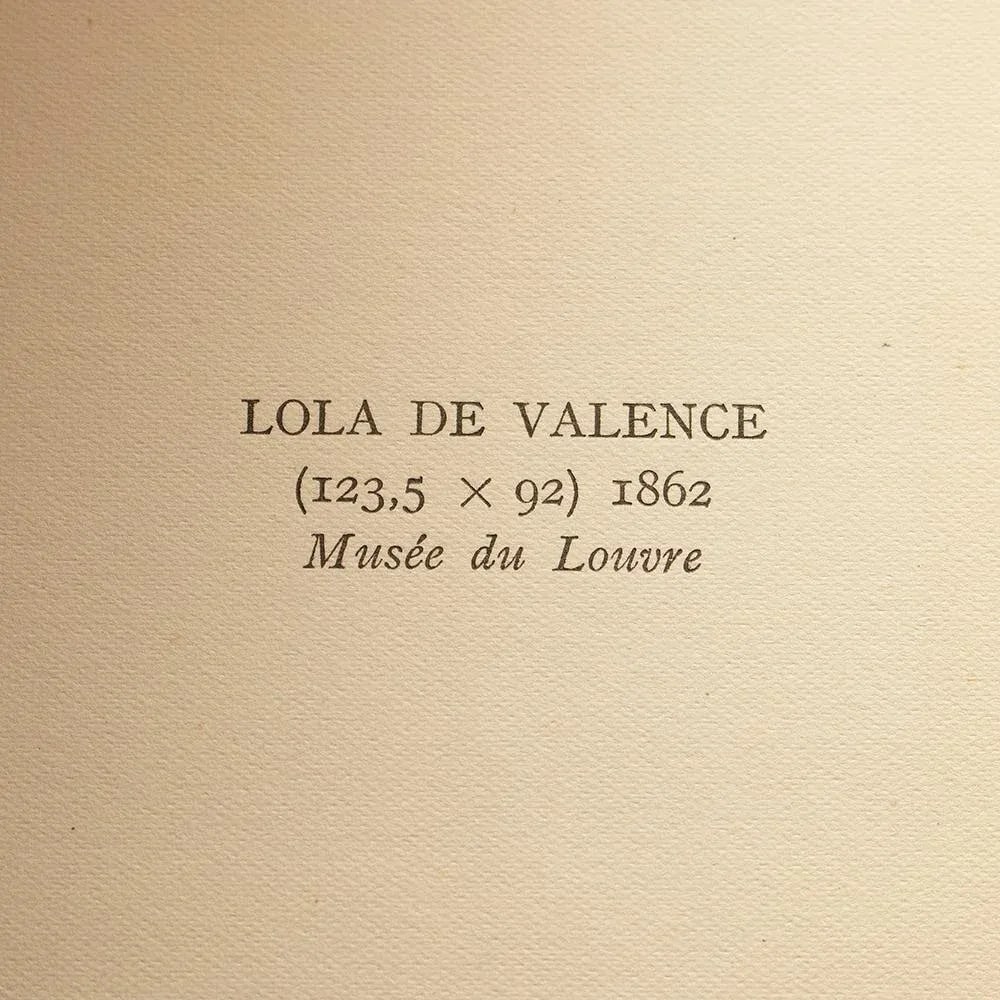 LOLA DE VALENCE
(123,5 × 92) 1862
Musée du Louvre